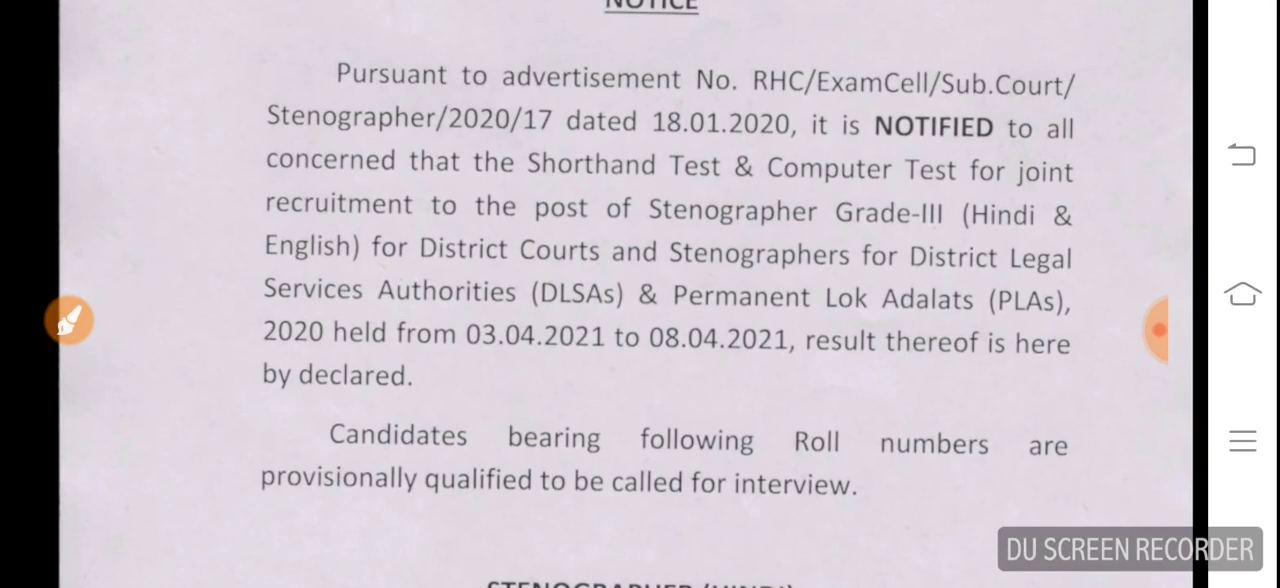 NOTICE
Pursuant to advertisement No. RHC/ExamCell/Sub.Court/
Stenographer/2020/17 dated 18.01.2020, it is NOTIFIED to all
concerned that the Shorthand Test & Computer Test for joint
recruitment to the post of Stenographer Grade-III (Hindi &
English) for District Courts and Stenographers for District Legal
Services Authorities (DLSAs) & Permanent Lok Adalats (PLAs),
2020 held from 03.04.2021 to 08.04.2021, result thereof is here
by declared.
Candidates bearing following Roll numbers are
provisionally qualified to be called for interview.
STENOGRAPHER (HINDI)
DU SCREEN RECORDER